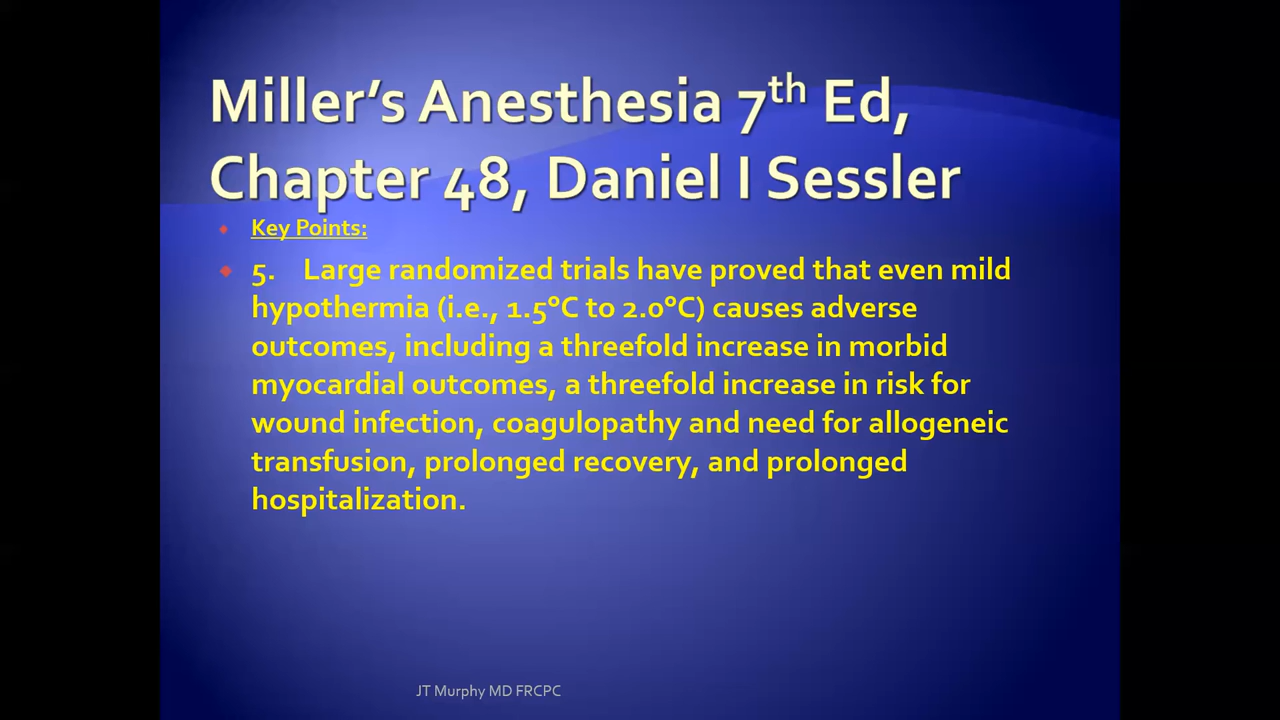 Miller’s Anesthesia 7th Ed,
Chapter 48, Daniel I Sessler
Key Points:
5. Large randomized trials have proved that even mild
hypothermia (i.e., 1.5°C to 2.0°C) causes adverse
outcomes, including a threefold increase in morbid
myocardial outcomes, a threefold increase in risk for
wound infection, coagulopathy and need for allogeneic
transfusion, prolonged recovery, and prolonged
hospitalization.
JT Murphy MD FRCPC